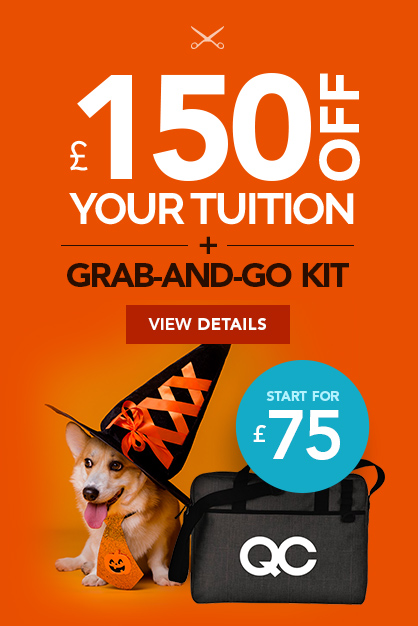 £150 OFF
YOUR TUITION
+
GRAB-AND-GO KIT
VIEW DETAILS
START FOR
£75
QC